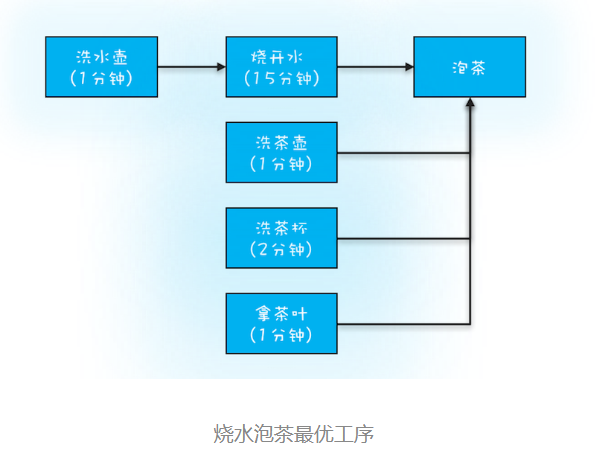 洗水壶
(1分钟)
烧开水
(15分钟)
泡茶
洗茶壶
(1分钟)
洗茶杯
(2分钟)
拿茶叶
(1分钟)
烧水泡茶最优工序